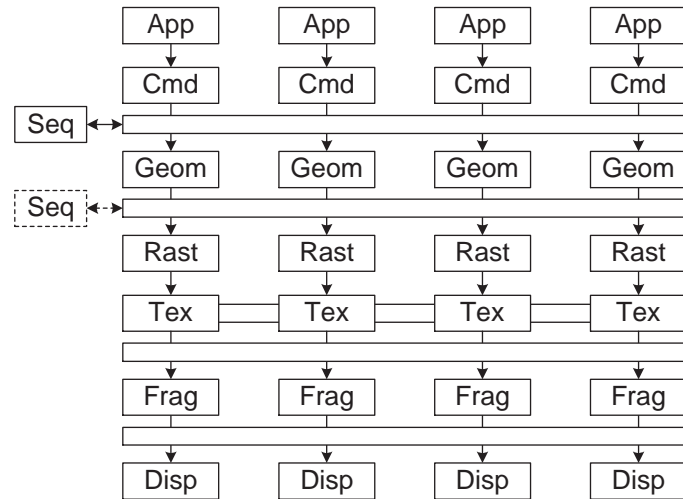 App App App App
Cmd Cmd Cmd Cmd
Seq
Geom Geom Geom Geom
Seq
Rast Rast Rast Rast
Tex Tex Tex Tex
Frag Frag Frag Frag
Disp Disp Disp Disp